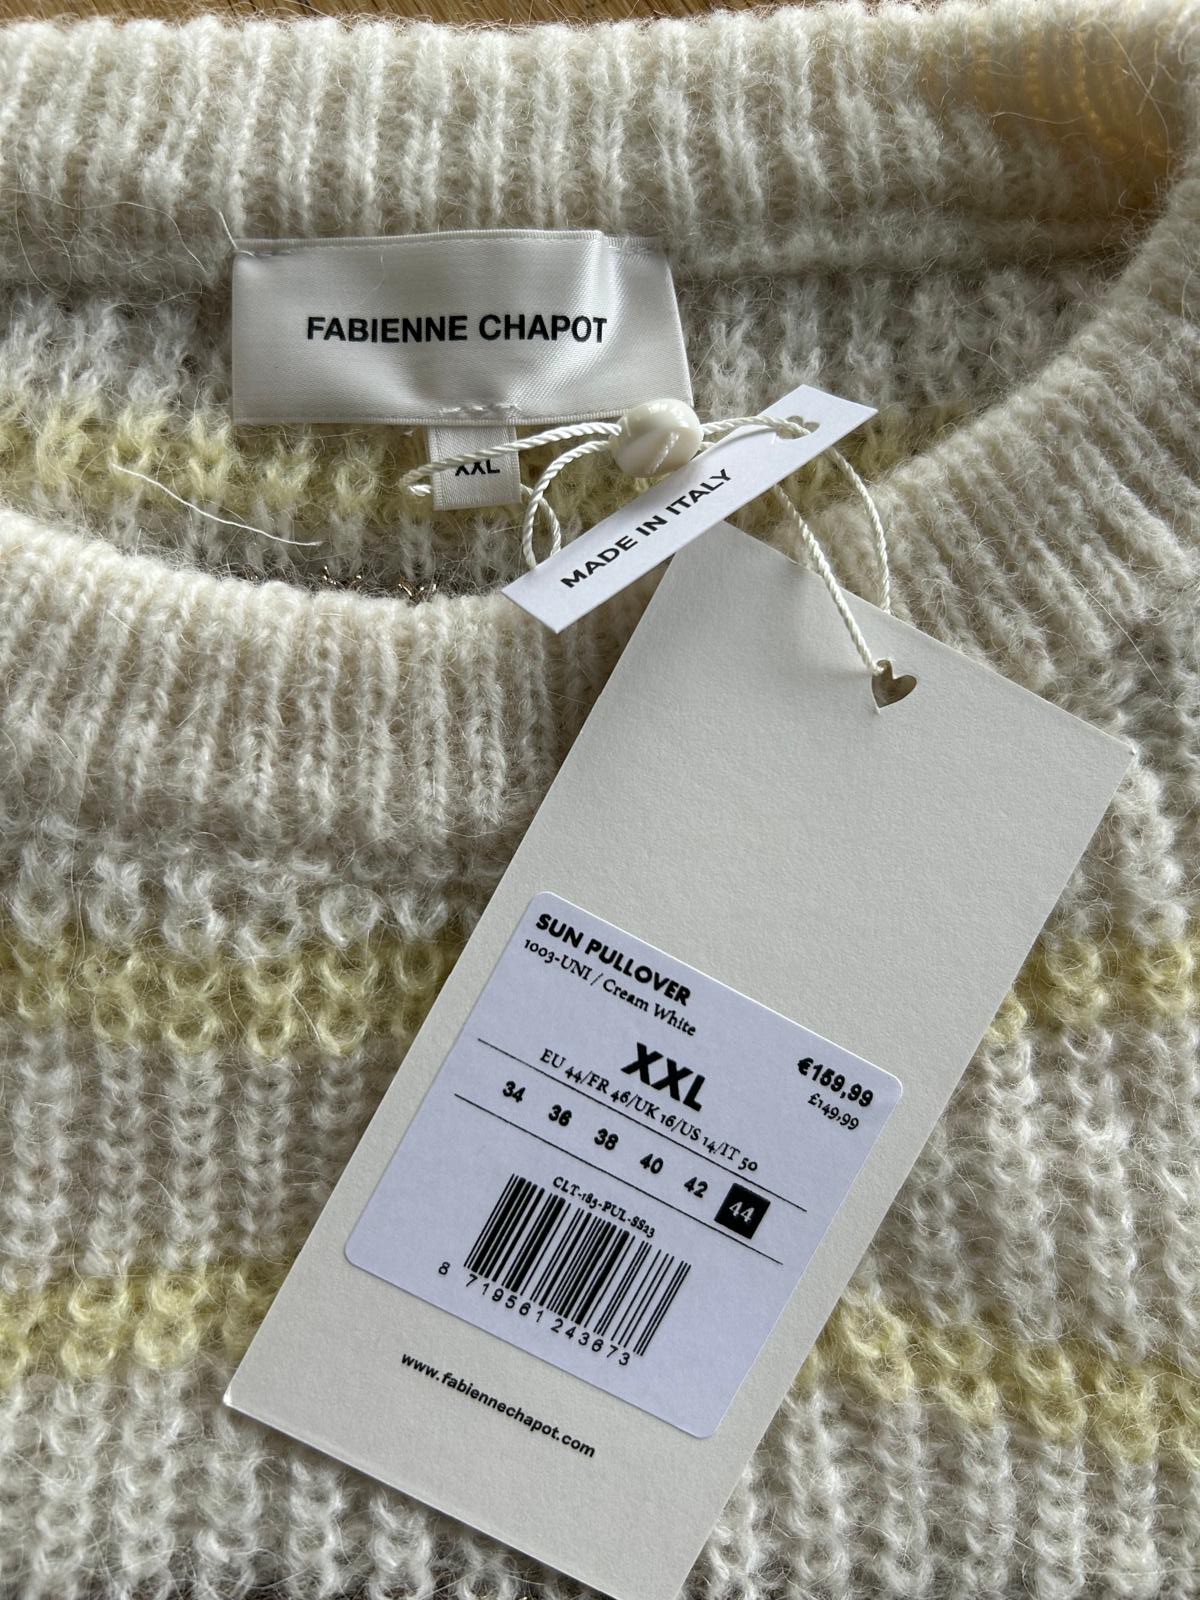 FABIENNE CHAPOT
XXL
MADE IN ITALY
SUN PULLOVER
1003-UNI / Cream White
XXL
€159,99
£149,99
EU 44/FR 46/UK 16/US 14/IT 50
34 36 38 40 42 44
CLT-185-PUL-SS23
8 719561 243673
www.fabiennechapot.com